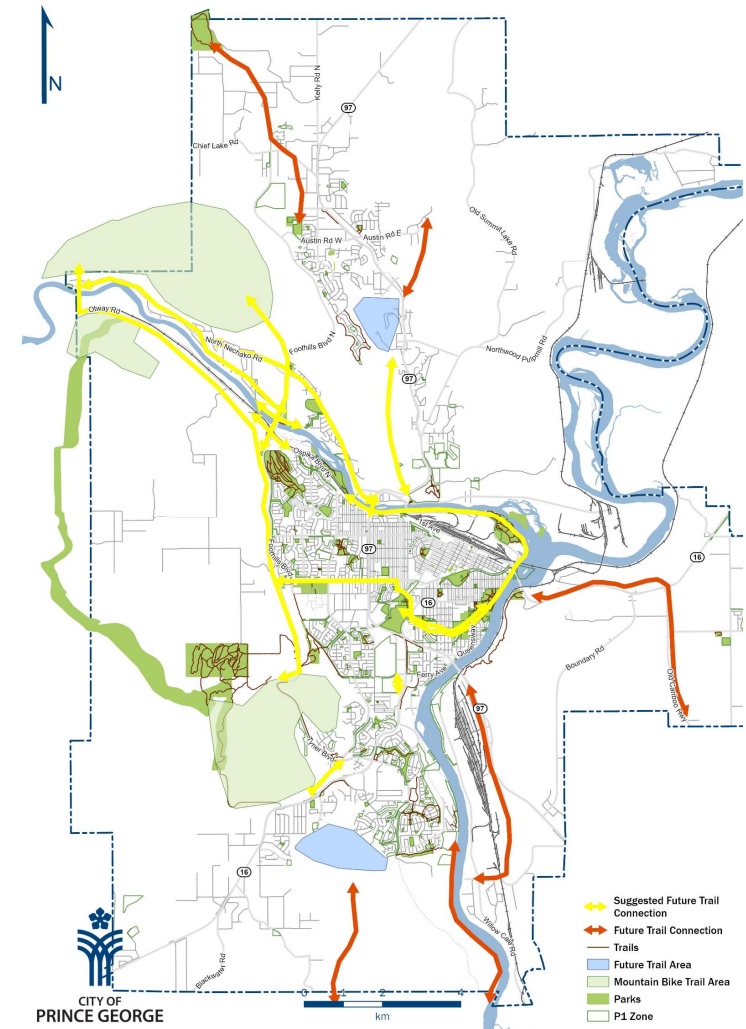 N
Kelly Rd N
97
Chief Lake Rd
Old Summit Lake Rd
Austin Rd W
Austin Rd E
Otway Rd
North Nechako Rd
Foothills Blvd N
Northwood Pulpmill Rd
97
Ospika Blvd N
1st Ave
97
Foothills Blvd
16
16
Queensway
Boundary Rd
Ferry Ave
Old Cariboo Hwy
97
Tyner Blvd
16
Willow Cale Rd
Blackwater Rd
CITY OF
PRINCE GEORGE
0 1 2 4
km
Suggested Future Trail
Connection
Future Trail Connection
Trails
Future Trail Area
Mountain Bike Trail Area
Parks
P1 Zone